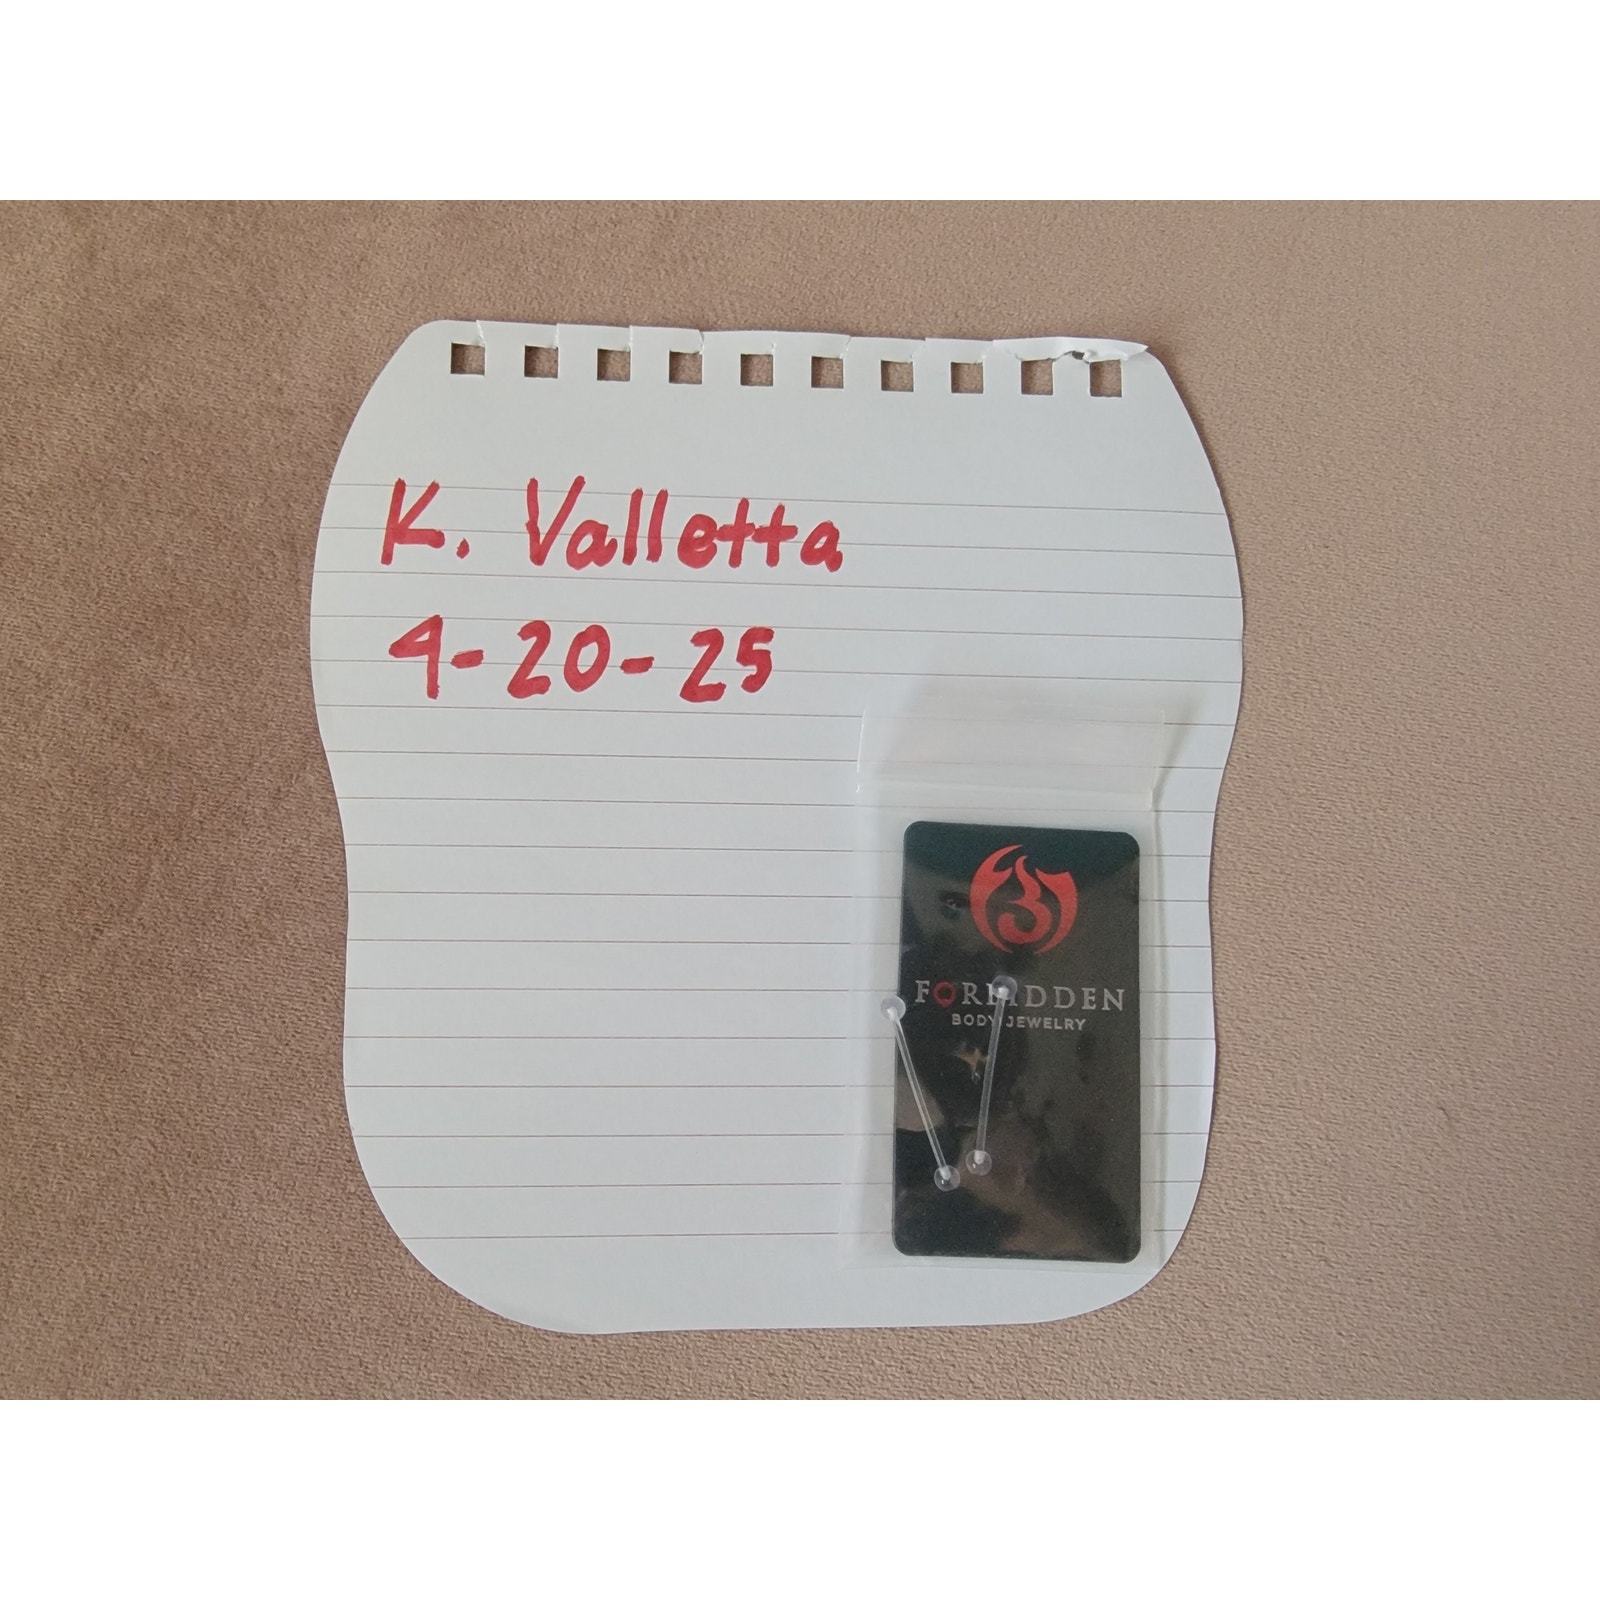 K. Valletta
4-20-25
FORBIDDEN
BODY JEWELRY